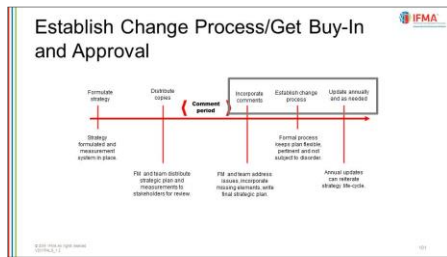 Establish Change Process/Get Buy-In
and Approval
IFMA
Formulate
strategy
Distribute
copies
Comment
period
Incorporate
comments
Establish change
process
Update annually
and as needed
Strategy
formulated and
measurement
system in place.
FM and team distribute
strategic plan and
measurements to
stakeholders for review.
FM and team address
issues, incorporate
missing elements, write
final strategic plan.
Formal process
keeps plan flexible,
pertinent and not
subject to disorder.
Annual updates
can reiterate
strategy life-cycle.